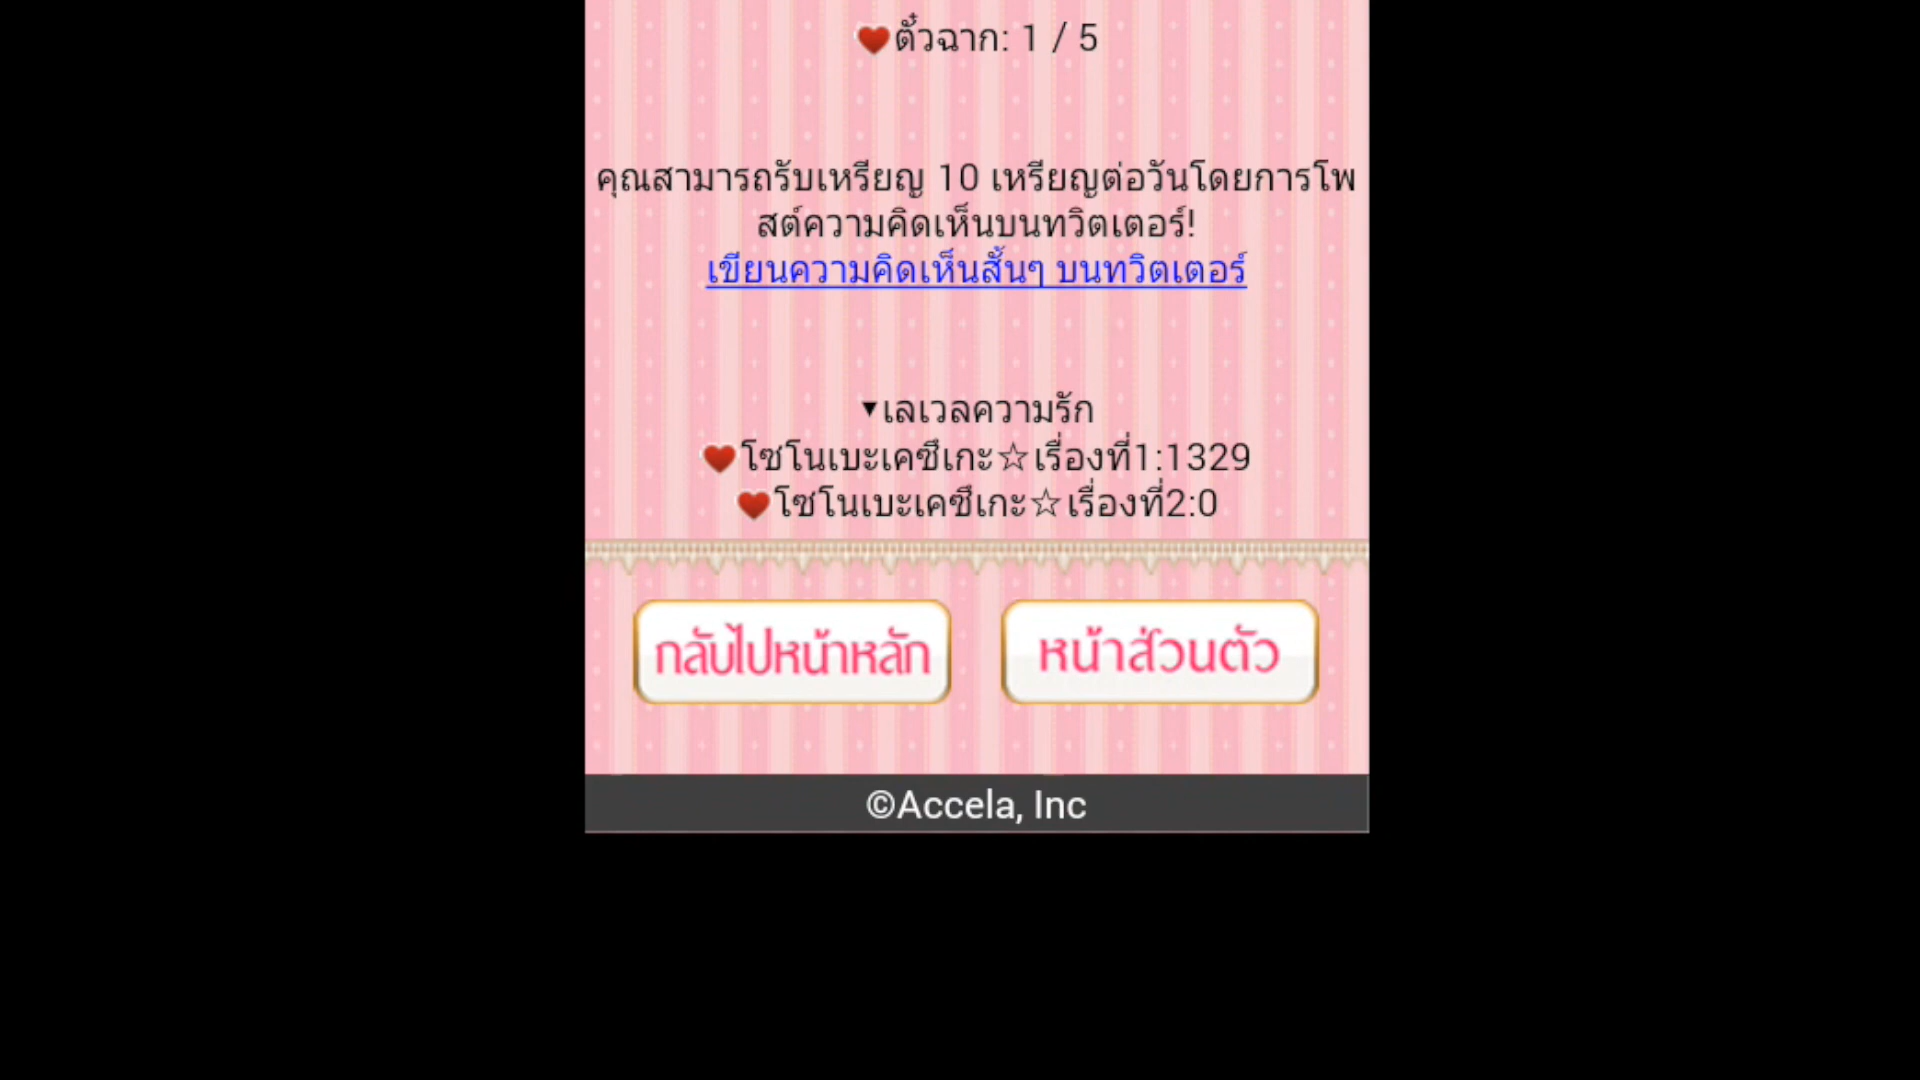 ❤ตั๋วฉาก: 1 / 5
คุณสามารถรับเหรียญ 10 เหรียญต่อวันโดยการโพ
สต์ความคิดเห็นบนทวิตเตอร์!
เขียนความคิดเห็นสั้นๆ บนทวิตเตอร์
▼เลเวลความรัก
❤โซโนเบะเคซึเกะ☆เรื่องที่1:1329
❤โซโนเบะเคซึเกะ☆เรื่องที่2:0
กลับไปหน้าหลัก
หน้าส่วนตัว
©Accela, Inc